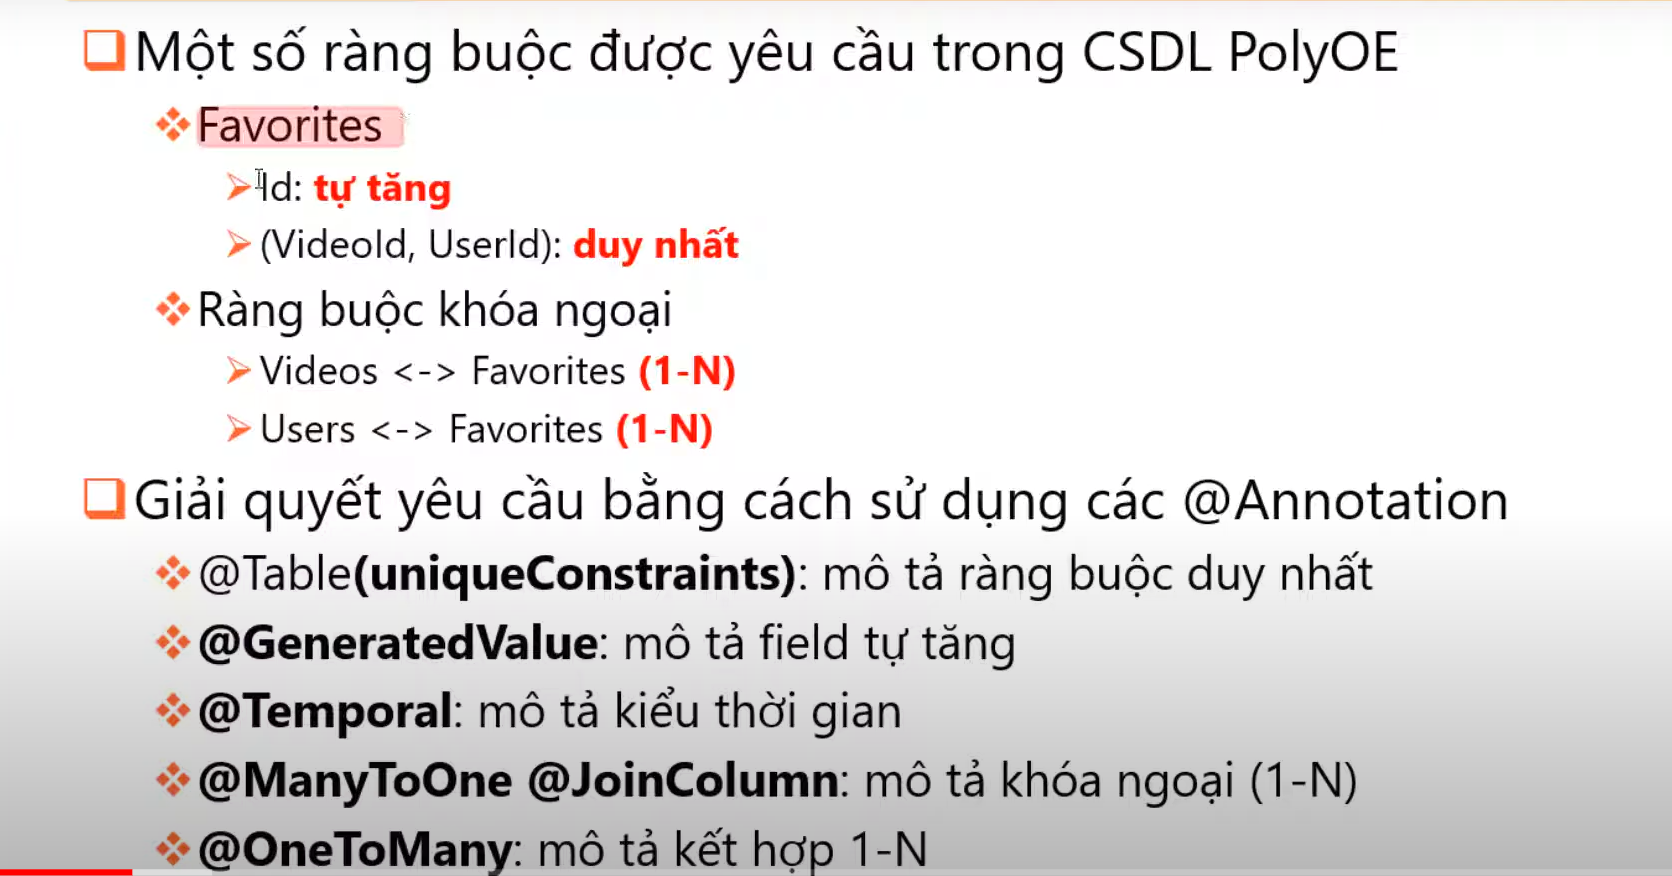 Một số ràng buộc được yêu cầu trong CSDL PolyOE
Favorites
Id: tự tăng
(VideoId, UserId): duy nhất
Ràng buộc khóa ngoại
Videos <-> Favorites (1-N)
Users <-> Favorites (1-N)
Giải quyết yêu cầu bằng cách sử dụng các @Annotation
@Table(uniqueConstraints): mô tả ràng buộc duy nhất
@GeneratedValue: mô tả field tự tăng
@Temporal: mô tả kiểu thời gian
@ManyToOne @JoinColumn: mô tả khóa ngoại (1-N)
@OneToMany: mô tả kết hợp 1-N